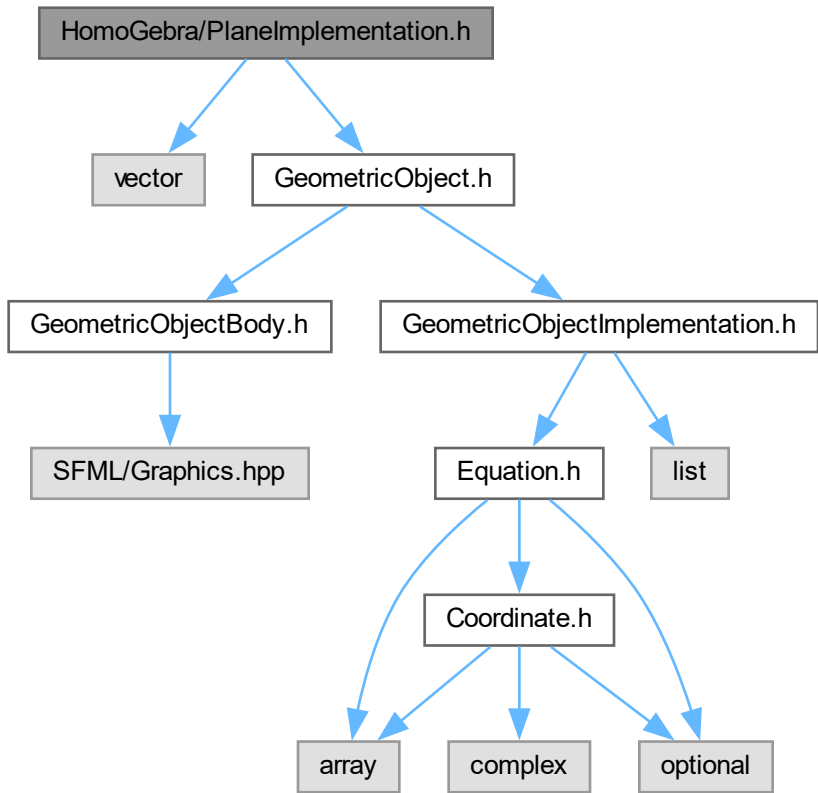 HomoGebra/PlaneImplementation.h
vector
GeometricObject.h
GeometricObjectBody.h
GeometricObjectImplementation.h
SFML/Graphics.hpp
Equation.h
list
Coordinate.h
array
complex
optional